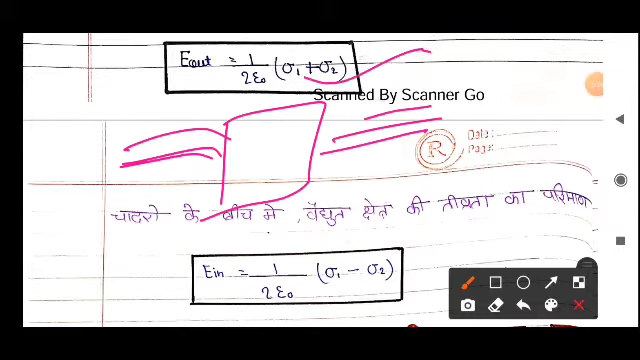 Eout = 1/2ε₀ (σ₁ + σ₂)
Scanned By Scanner Go
R
Date:
Page:
चादरो के बीच मे, वैद्युत क्षेत्र की तीव्रता का परिमाण
Ein = 1/2ε₀ (σ₁ − σ₂)